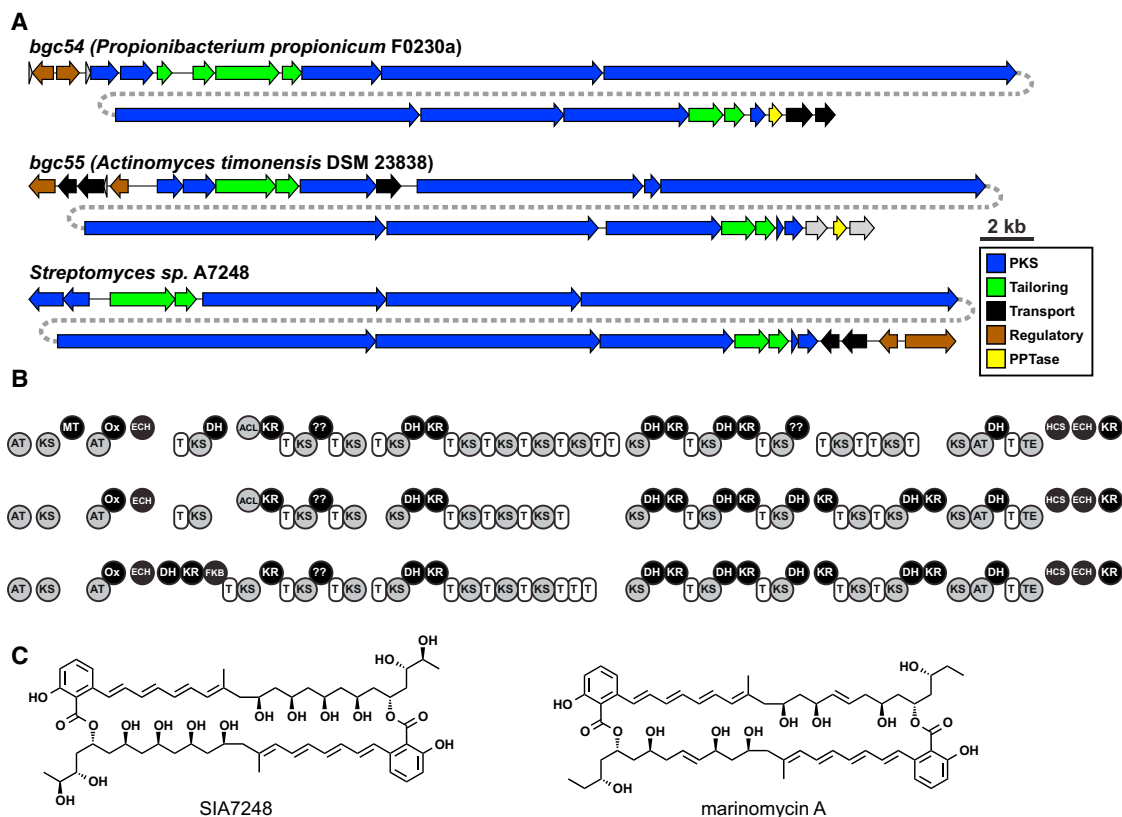 A
bgc54 (Propionibacterium propionicum F0230a)
bgc55 (Actinomyces timonensis DSM 23838)
2 kb
Streptomyces sp. A7248
PKS
Tailoring
Transport
Regulatory
PPTase
B
MT Ox ECH DH ACL KR ?? DH KR DH KR DH KR ?? DH HCS ECH KR
AT KS AT T KS T KS T KS T KS T KS T KS T KS T KS T T KS T KS T KS T KS T T KS T KS AT T TE
Ox ECH ACL KR ?? DH KR DH KR DH KR DH KR DH KR DH HCS ECH KR
AT KS AT T KS T KS T KS KS T KS T KS T KS T KS T KS T KS T KS T KS KS AT T TE
Ox ECH DH KR FKB KR ?? DH KR DH KR DH KR DH KR DH HCS ECH KR
AT KS AT T KS T KS T KS T KS T KS T KS T KS T T T KS T KS T KS T KS T KS KS AT T TE
C
OH
HO
HO
OH OH OH OH
O
O
O
O
OH OH OH OH
OH
OH
OH
SIA7248
HO
HO
OH OH OH
O
O
O
O
OH OH OH
OH
OH
marinomycin A